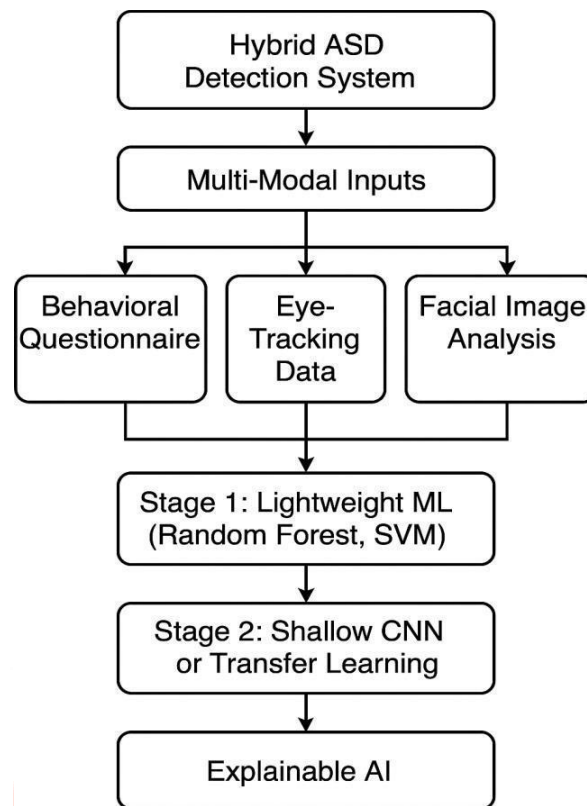 Hybrid ASD
Detection System
Multi-Modal Inputs
Behavioral
Questionnaire
Eye-
Tracking
Data
Facial Image
Analysis
Stage 1: Lightweight ML
(Random Forest, SVM)
Stage 2: Shallow CNN
or Transfer Learning
Explainable AI